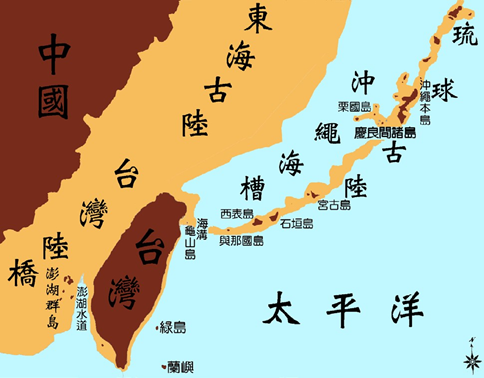 中國
東海古陸
台灣陸橋
台灣
琉球古陸
沖繩海槽
沖繩本島
栗國島
慶良間諸島
宮古島
石垣島
西表島
與那國島
海溝
龜山島
澎湖群島
澎湖水道
綠島
蘭嶼
太平洋